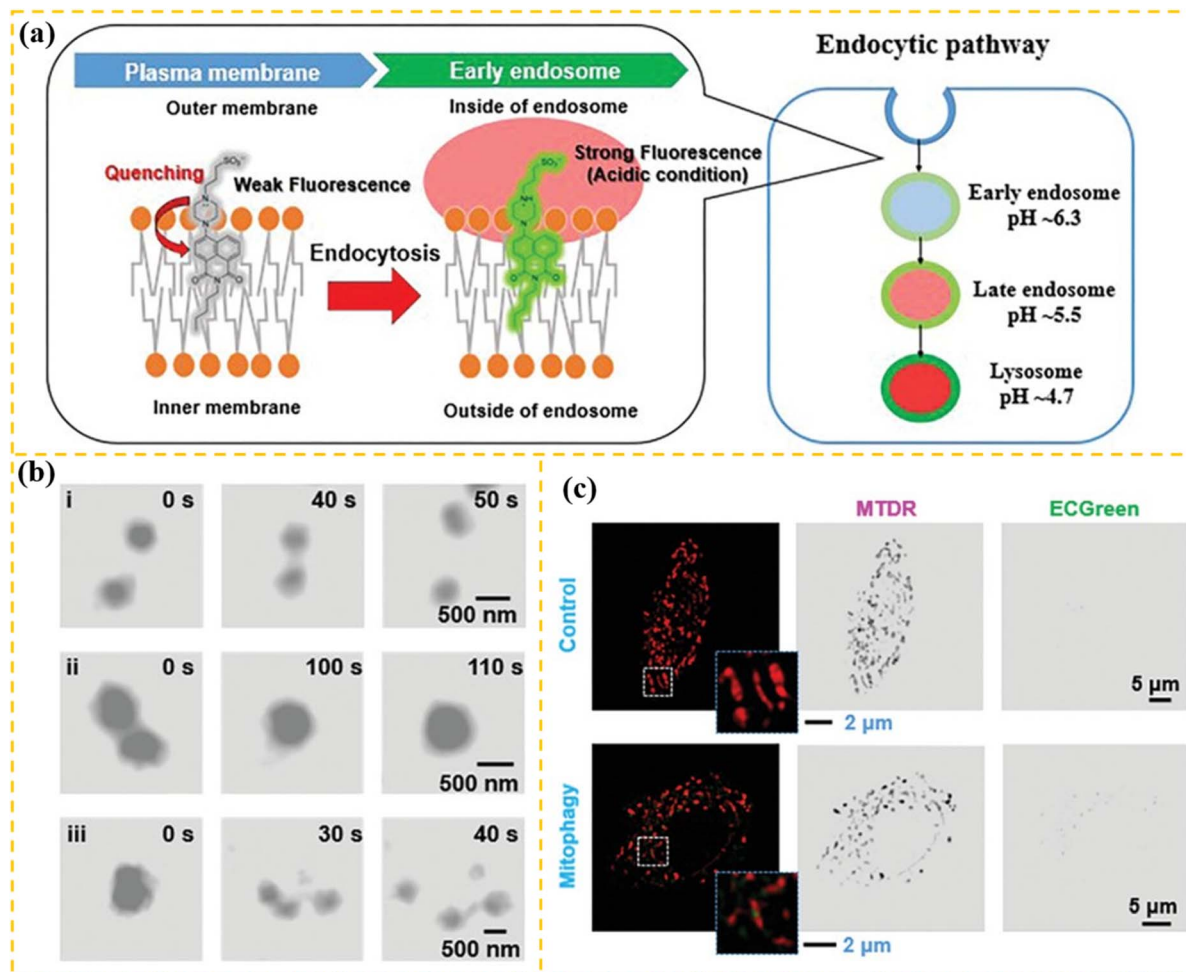 (a)
Plasma membrane
Early endosome
Outer membrane
Inside of endosome
Quenching
Weak Fluorescence
SO₃⁻
N
N
O
N
O
Endocytosis
Strong Fluorescence
(Acidic condition)
SO₃⁻
NH
N
O
N
O
Inner membrane
Outside of endosome
Endocytic pathway
Early endosome
pH ~6.3
Late endosome
pH ~5.5
Lysosome
pH ~4.7
(b)
i
0 s
40 s
50 s
500 nm
ii
0 s
100 s
110 s
500 nm
iii
0 s
30 s
40 s
500 nm
(c)
MTDR
ECGreen
Control
2 µm
5 µm
Mitophagy
2 µm
5 µm